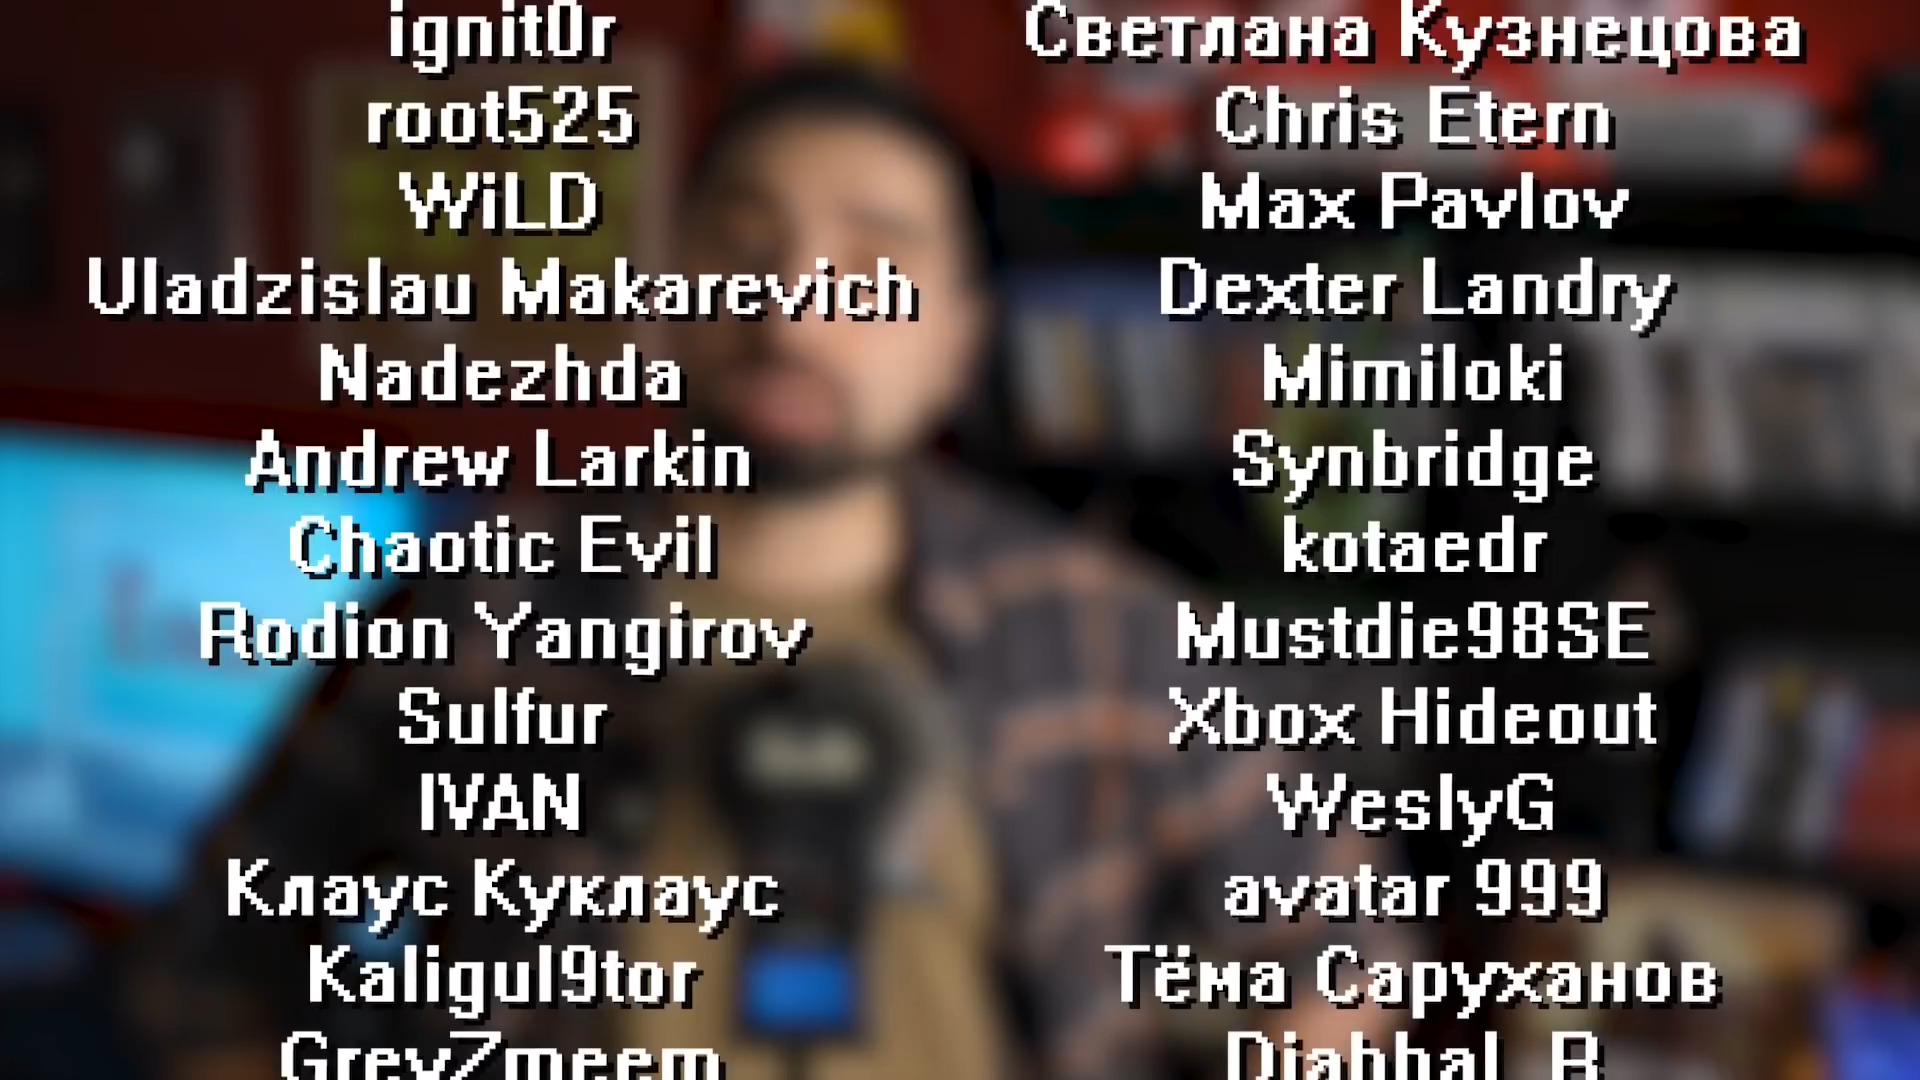 ignit0r
root525
WiLD
Uladzislau Makarevich
Nadezhda
Andrew Larkin
Chaotic Evil
Rodion Yangirov
Sulfur
IVAN
Клаус Куклаус
Kaligul9tor
GreyZmeem
Светлана Кузнецова
Chris Etern
Max Pavlov
Dexter Landry
Mimiloki
Synbridge
kotaedr
Mustdie98SE
Xbox Hideout
WeslyG
avatar 999
Тёма Саруханов